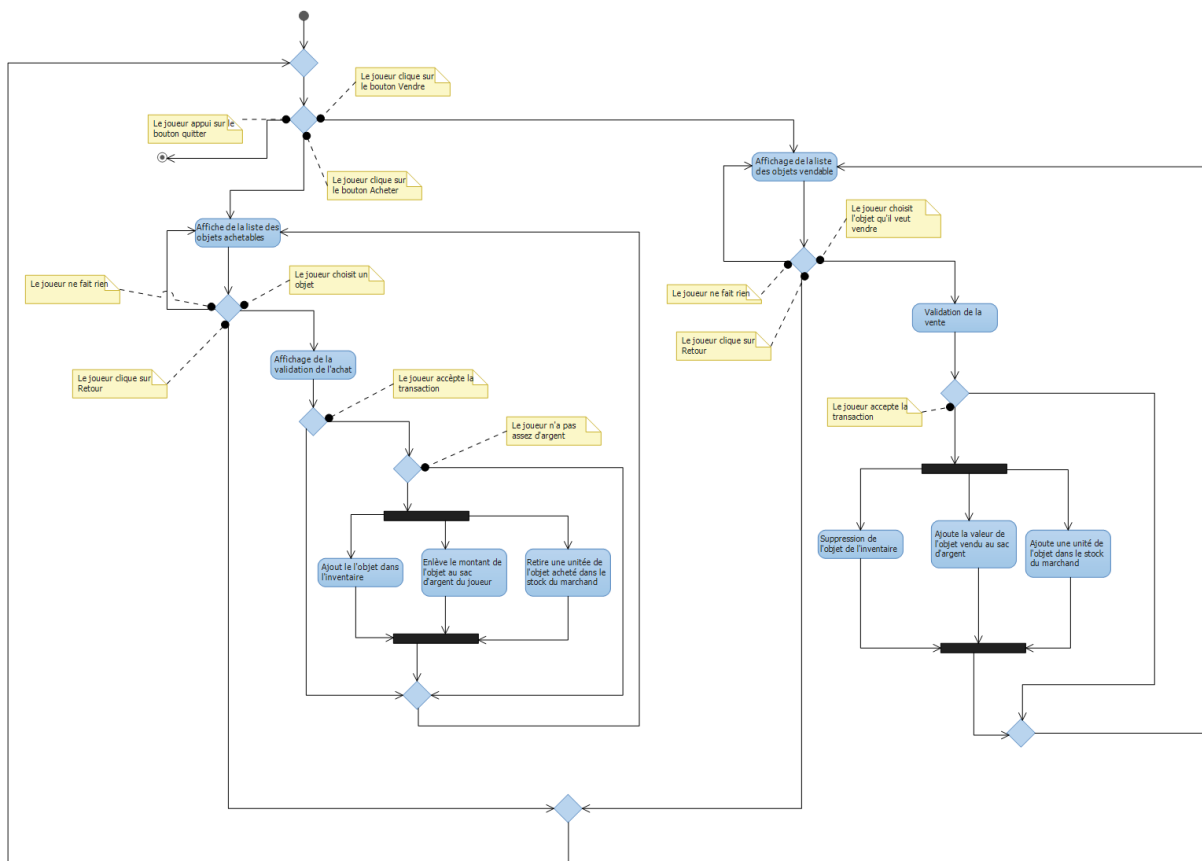 Le joueur clique sur
le bouton Vendre
Le joueur appui sur le
bouton quitter
Le joueur clique sur
le bouton Acheter
Affiche de la liste des
objets achetables
Le joueur ne fait rien
Le joueur choisit un
objet
Le joueur clique sur
Retour
Affichage de la
validation de l'achat
Le joueur accèpte la
transaction
Le joueur n'a pas
assez d'argent
Ajout le l'objet dans
l'inventaire
Enlève le montant de
l'objet au sac
d'argent du joueur
Retire une unitée de
l'objet acheté dans le
stock du marchand
Affichage de la liste
des objets vendable
Le joueur choisit
l'objet qu'il veut
vendre
Le joueur ne fait rien
Le joueur clique sur
Retour
Validation de la
vente
Le joueur accepte la
transaction
Suppression de
l'objet de l'inventaire
Ajoute la valeur de
l'objet vendu au sac
d'argent
Ajoute une unité de
l'objet dans le stock
du marchand